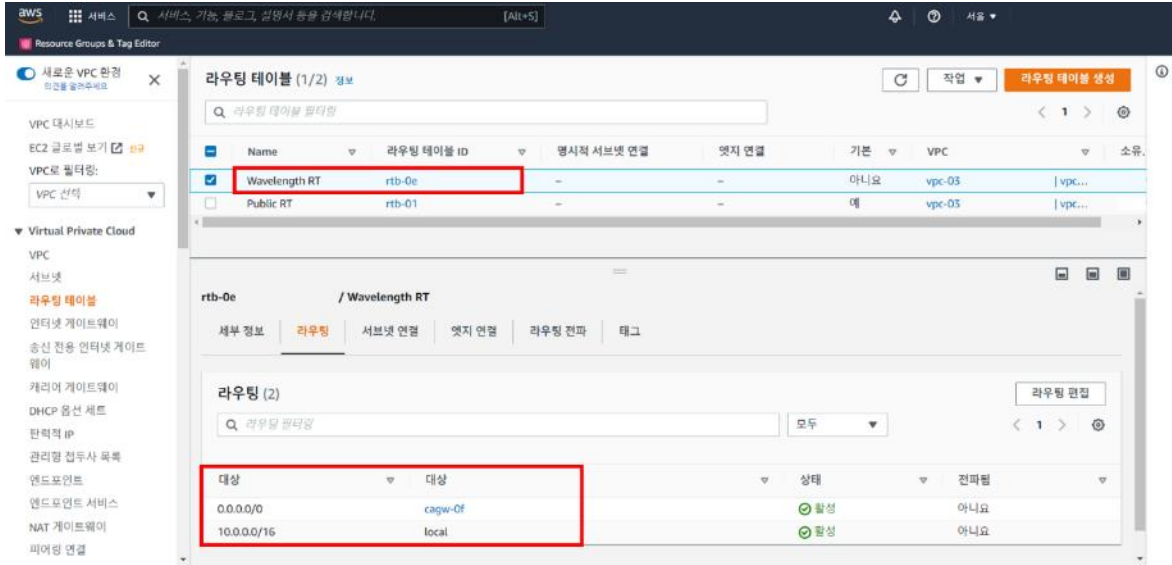 aws 서비스 서비스, 기능, 블로그, 설명서 등을 검색합니다. [Alt+S] 서울 ▼
Resource Groups & Tag Editor
새로운 VPC 환경
의견을 알려주세요
VPC 대시보드
EC2 글로벌 보기 신규
VPC로 필터링:
VPC 선택
▼ Virtual Private Cloud
VPC
서브넷
라우팅 테이블
인터넷 게이트웨이
송신 전용 인터넷 게이트
웨이
캐리어 게이트웨이
DHCP 옵션 세트
탄력적 IP
관리형 접두사 목록
엔드포인트
엔드포인트 서비스
NAT 게이트웨이
피어링 연결
라우팅 테이블 (1/2) 정보
작업 ▼ 라우팅 테이블 생성
라우팅 테이블 필터링
< 1 >
Name 라우팅 테이블 ID 명시적 서브넷 연결 엣지 연결 기본 VPC 소유.
Wavelength RT rtb-0e – – 아니요 vpc-03 | vpc...
Public RT rtb-01 – – 예 vpc-03 | vpc...
rtb-0e / Wavelength RT
세부 정보 라우팅 서브넷 연결 엣지 연결 라우팅 전파 태그
라우팅 (2) 라우팅 편집
라우팅 필터링 모두 < 1 >
대상 대상 상태 전파됨
0.0.0.0/0 cagw-0f 활성 아니요
10.0.0.0/16 local 활성 아니요